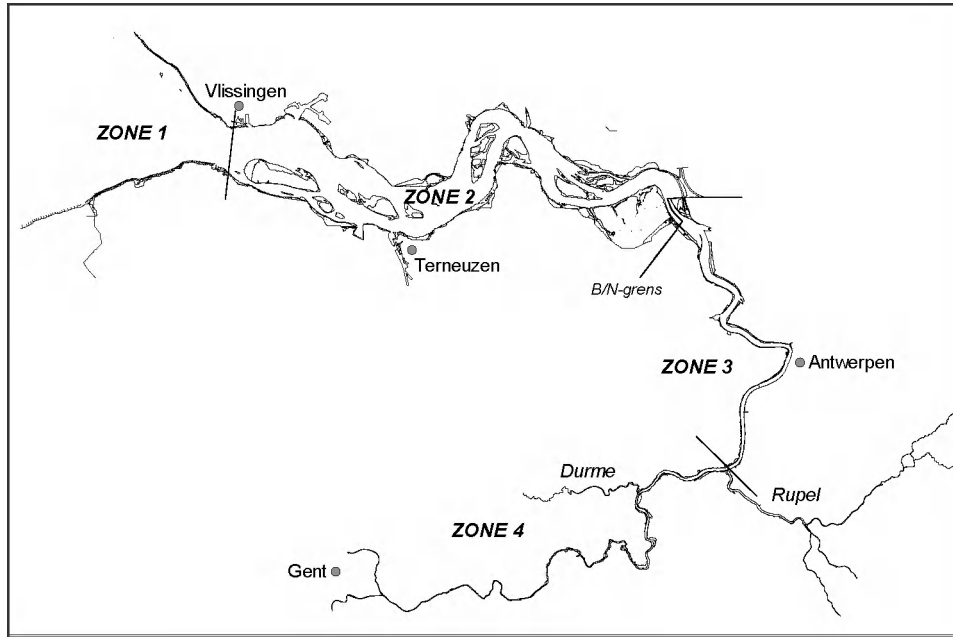 Vlissingen
ZONE 1
ZONE 2
Terneuzen
B/N-grens
ZONE 3
Antwerpen
Durme
Rupel
ZONE 4
Gent